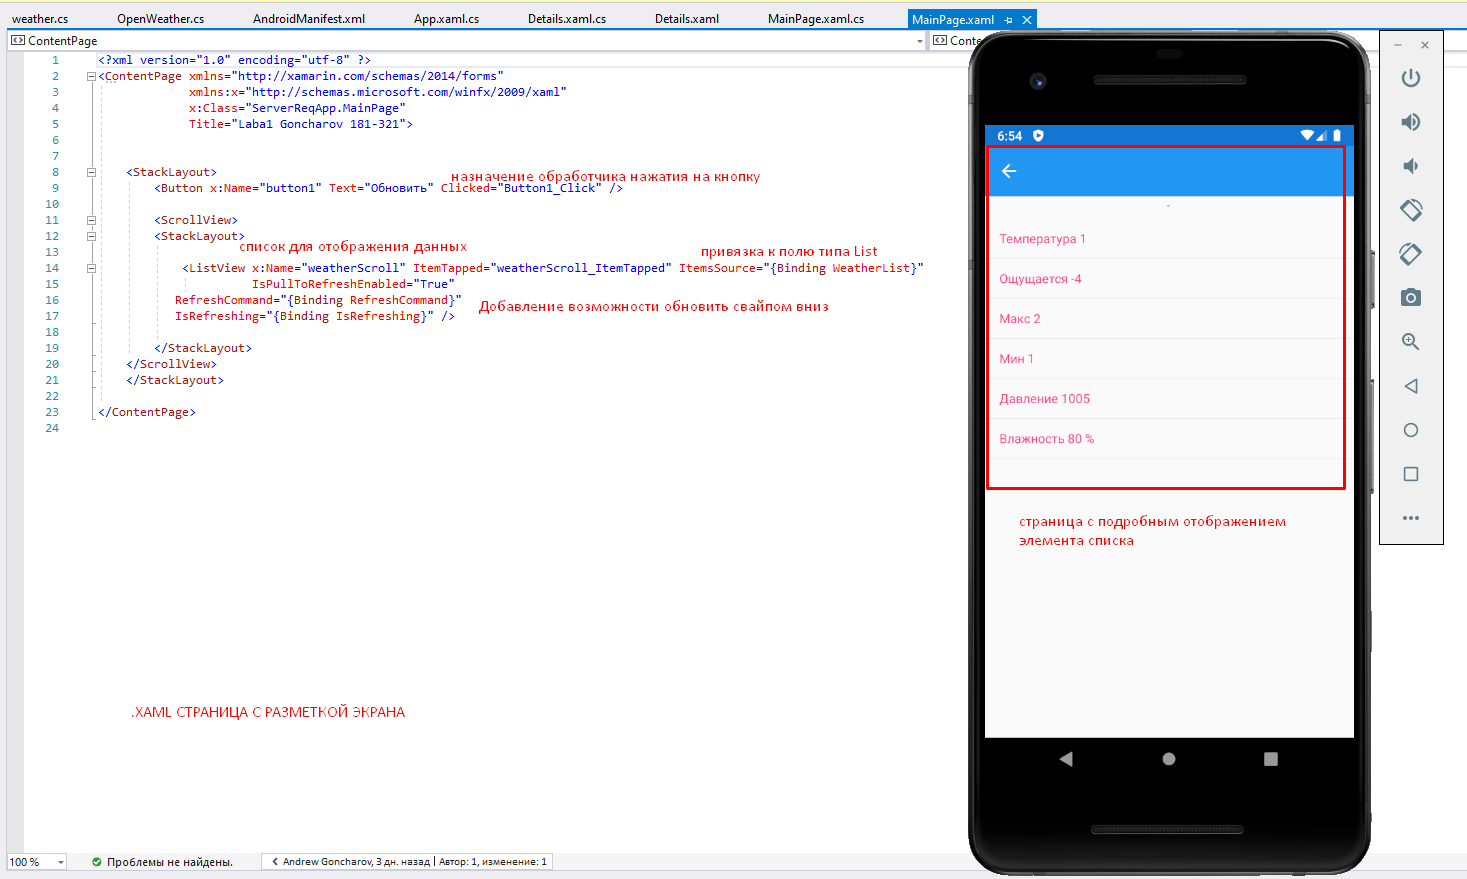 weather.cs OpenWeather.cs AndroidManifest.xml App.xaml.cs Details.xaml.cs Details.xaml MainPage.xaml.cs MainPage.xaml
ContentPage Conte
1 <?xml version="1.0" encoding="utf-8" ?>
2 <ContentPage xmlns="http://xamarin.com/schemas/2014/forms"
3 xmlns:x="http://schemas.microsoft.com/winfx/2009/xaml"
4 x:Class="ServerReqApp.MainPage"
5 Title="Laba1 Goncharov 181-321">
6
7
8 <StackLayout>
назначение обработчика нажатия на кнопку
9 <Button x:Name="button1" Text="Обновить" Clicked="Button1_Click" />
10
11 <ScrollView>
12 <StackLayout>
список для отображения данных
13
привязка к полю типа List
14 <ListView x:Name="weatherScroll" ItemTapped="weatherScroll_ItemTapped" ItemsSource="{Binding WeatherList}"
15 IsPullToRefreshEnabled="True"
16 RefreshCommand="{Binding RefreshCommand}"
Добавление возможности обновить свайпом вниз
17 IsRefreshing="{Binding IsRefreshing}" />
18
19 </StackLayout>
20 </ScrollView>
21 </StackLayout>
22
23 </ContentPage>
24
.XAML СТРАНИЦА С РАЗМЕТКОЙ ЭКРАНА
100 % Проблемы не найдены. Andrew Goncharov, 3 дн. назад | Автор: 1, изменение: 1
6:54
-
Температура 1
Ощущается -4
Макс 2
Мин 1
Давление 1005
Влажность 80 %
страница с подробным отображением
элемента списка